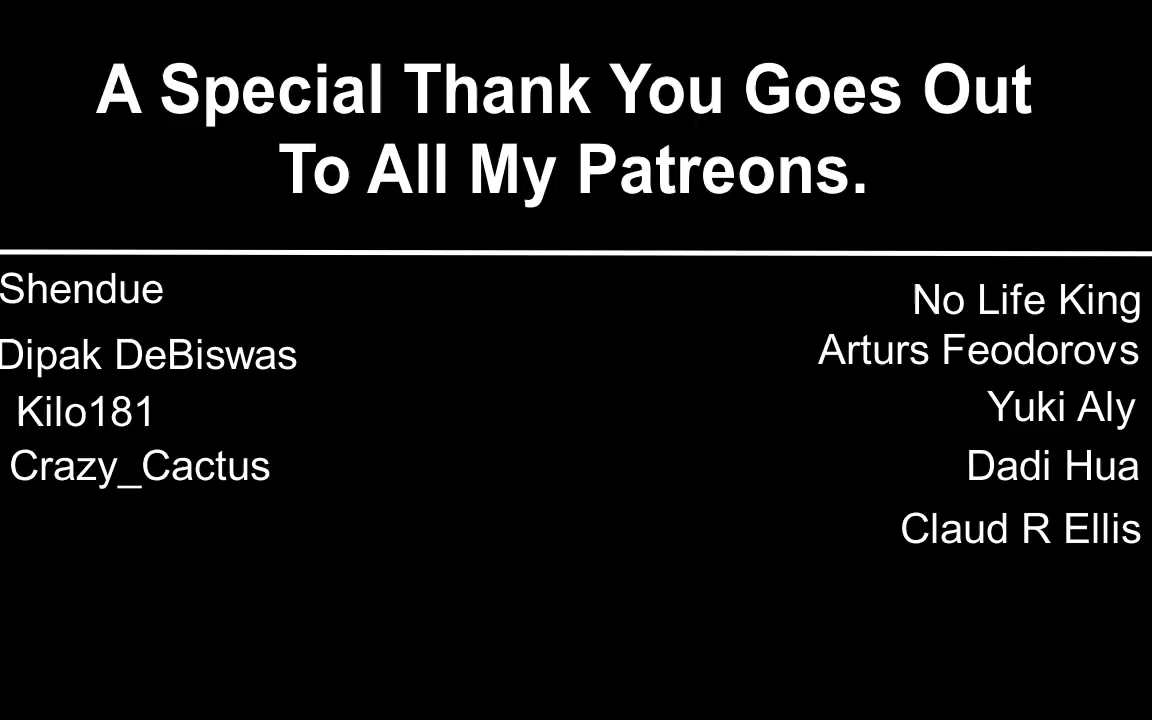 A Special Thank You Goes Out
To All My Patreons.
Shendue
Dipak DeBiswas
Kilo181
Crazy_Cactus
No Life King
Arturs Feodorovs
Yuki Aly
Dadi Hua
Claud R Ellis